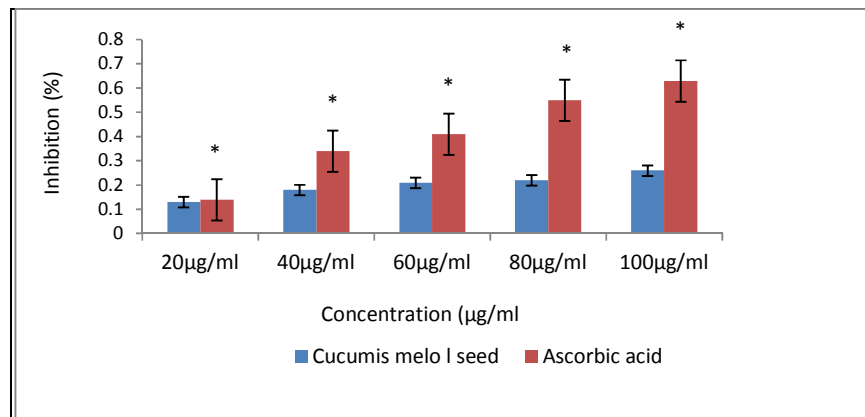 0.8
0.7
0.6
0.5
0.4
0.3
0.2
0.1
0
Inhibition (%)
* * * * *
20µg/ml 40µg/ml 60µg/ml 80µg/ml 100µg/ml
Concentration (µg/ml
Cucumis melo l seed Ascorbic acid